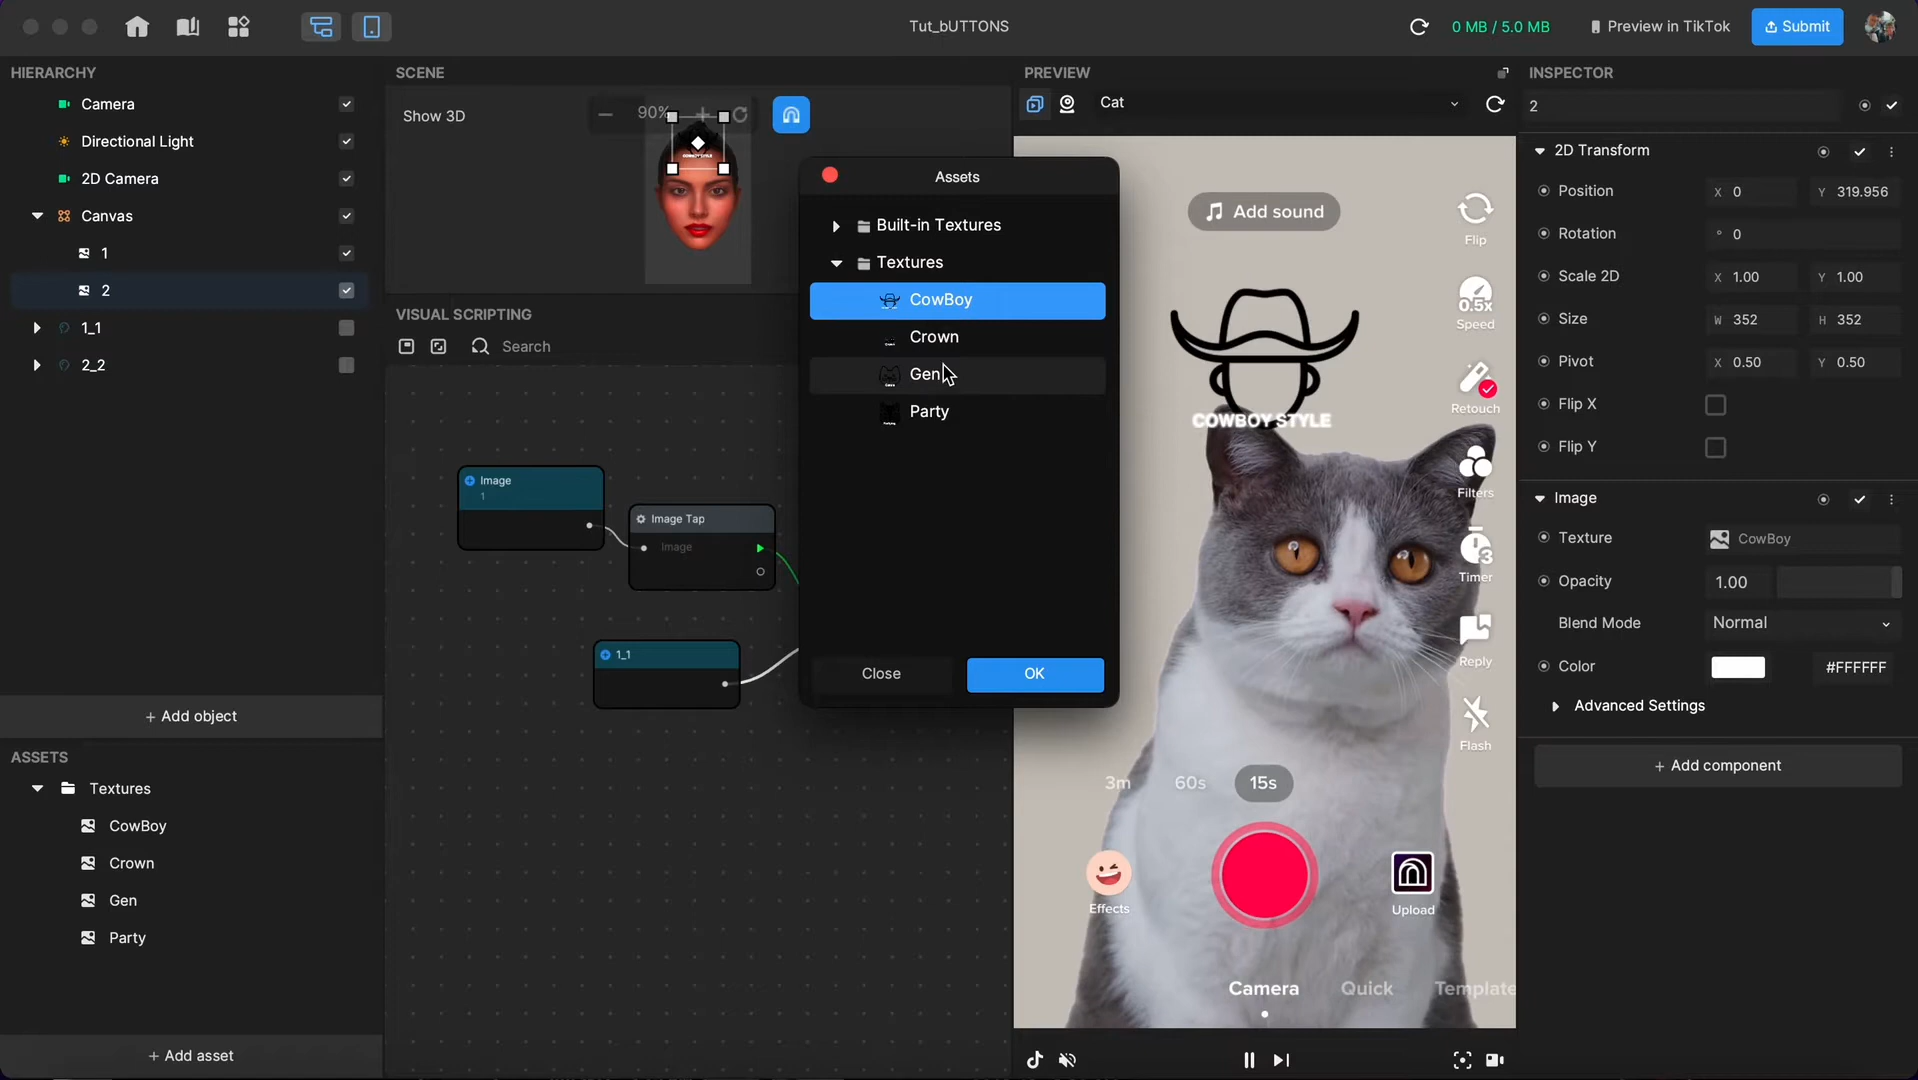 Tut_bUTTONS
0 MB / 5.0 MB
Preview in TikTok
Submit
HIERARCHY
Camera
Directional Light
2D Camera
Canvas
1
2
1_1
2_2
+ Add object
ASSETS
Textures
CowBoy
Crown
Gen
Party
+ Add asset
SCENE
Show 3D
90%
COWBOY STYLE
VISUAL SCRIPTING
Search
Image
1
Image Tap
Image
1_1
Assets
Built-in Textures
Textures
CowBoy
Crown
Gen
Party
Close
OK
PREVIEW
Cat
Add sound
Flip
0.5x
Speed
COWBOY STYLE
Retouch
Filters
3
Timer
Reply
Flash
3m
60s
15s
Effects
Upload
Camera
Quick
Template
INSPECTOR
2
2D Transform
Position X 0 Y 319.956
Rotation ° 0
Scale 2D X 1.00 Y 1.00
Size W 352 H 352
Pivot X 0.50 Y 0.50
Flip X
Flip Y
Image
Texture CowBoy
Opacity 1.00
Blend Mode Normal
Color #FFFFFF
Advanced Settings
+ Add component